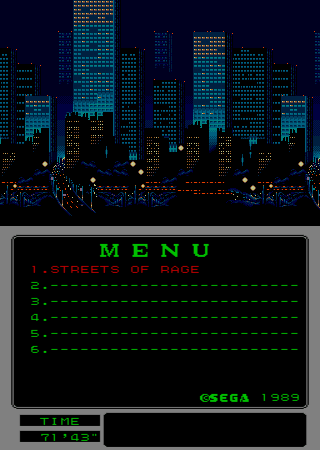 MENU
1.STREETS OF RAGE
2.
3.
4.
5.
6.
©SEGA 1989
TIME
71'43"